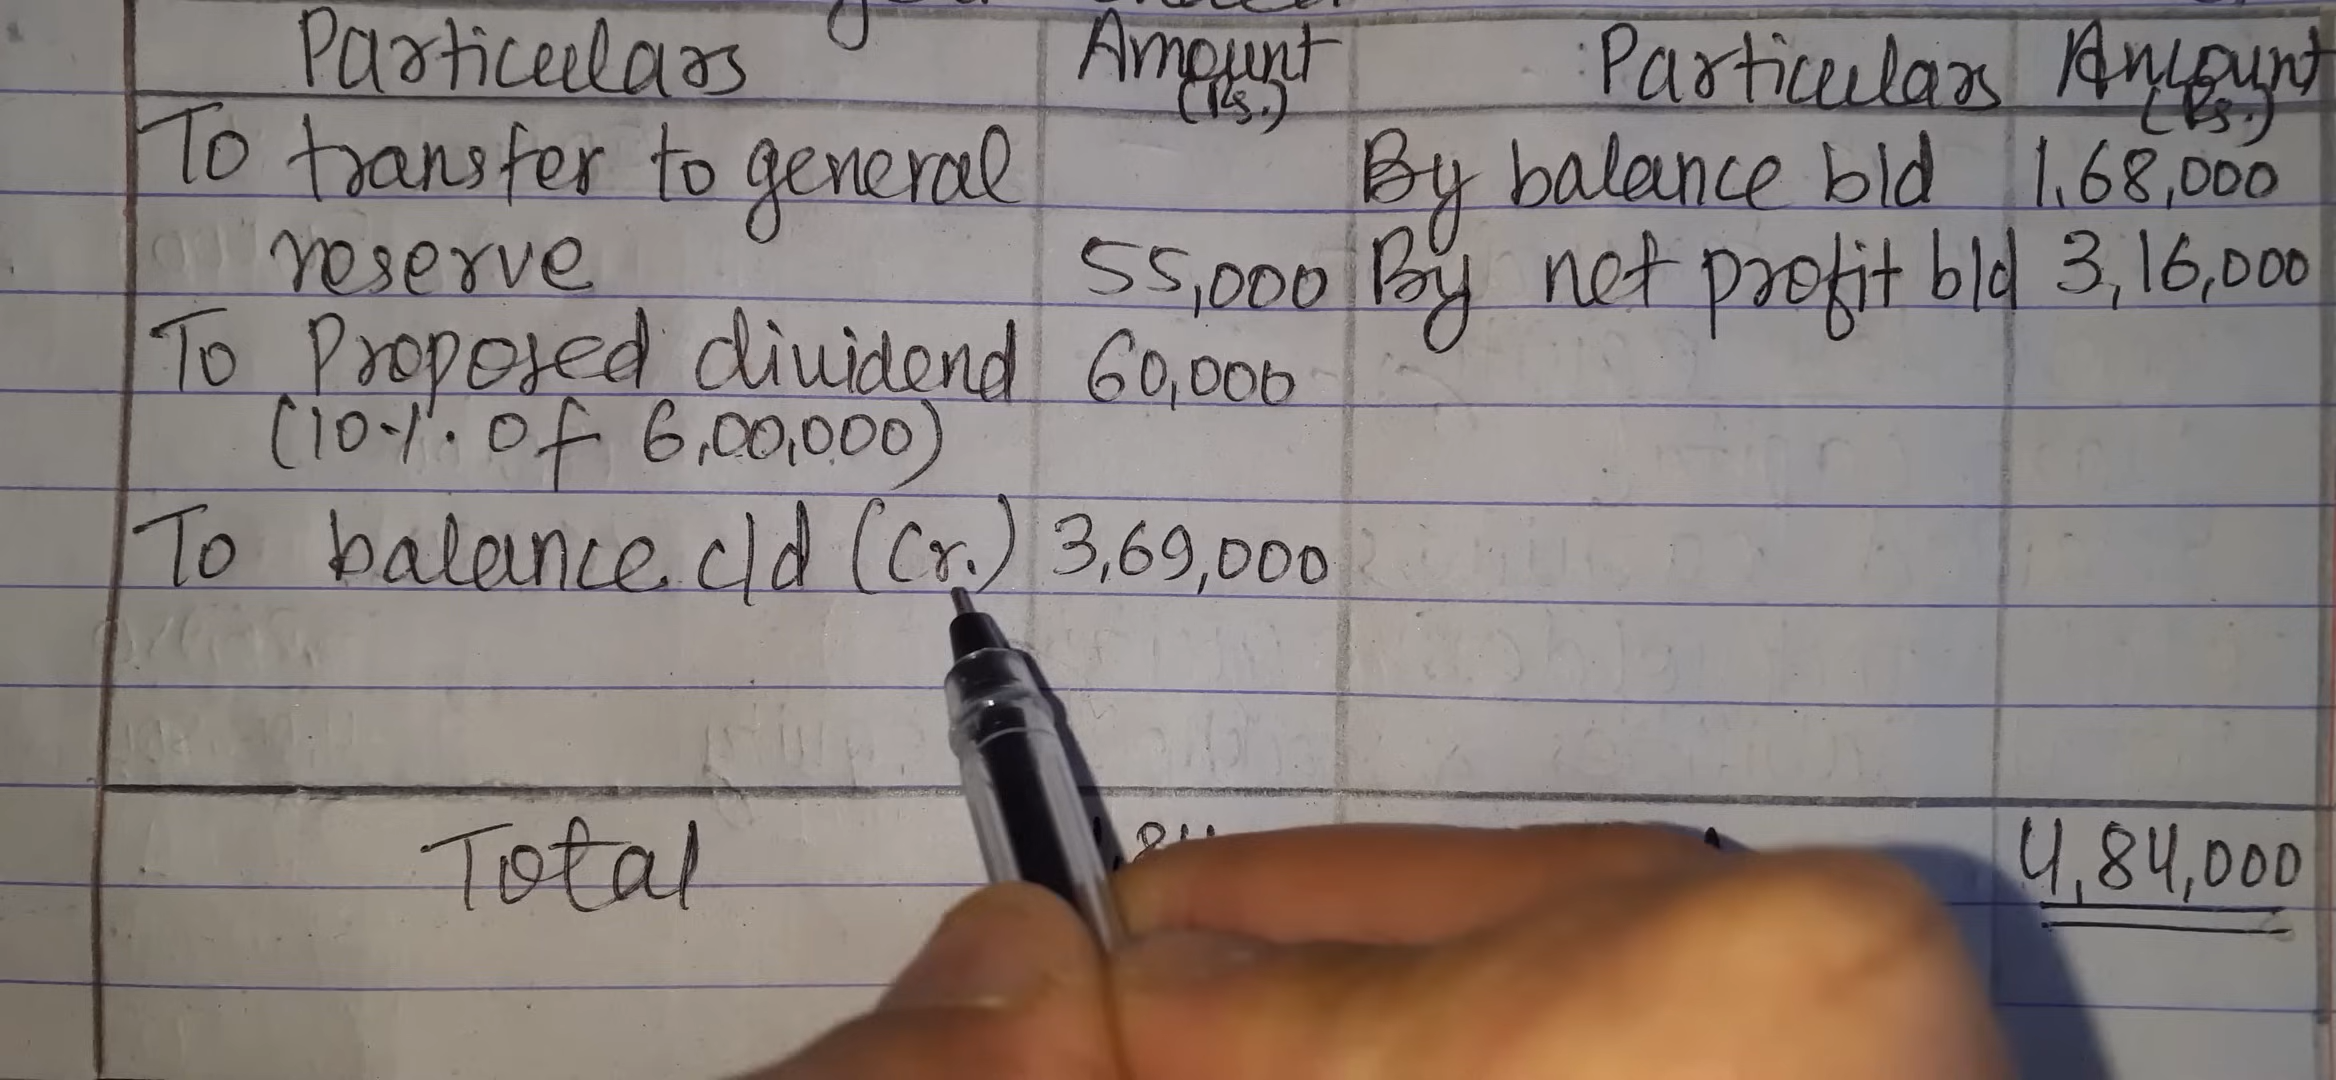 Particulars Amount (Rs.) Particulars Amount (Rs.)
To transfer to general By balance b/d 1,68,000
reserve 55,000 By net profit b/d 3,16,000
To Proposed dividend 60,000
(10% of 6,00,000)
To balance c/d (Cr.) 3,69,000
Total 4,84,000